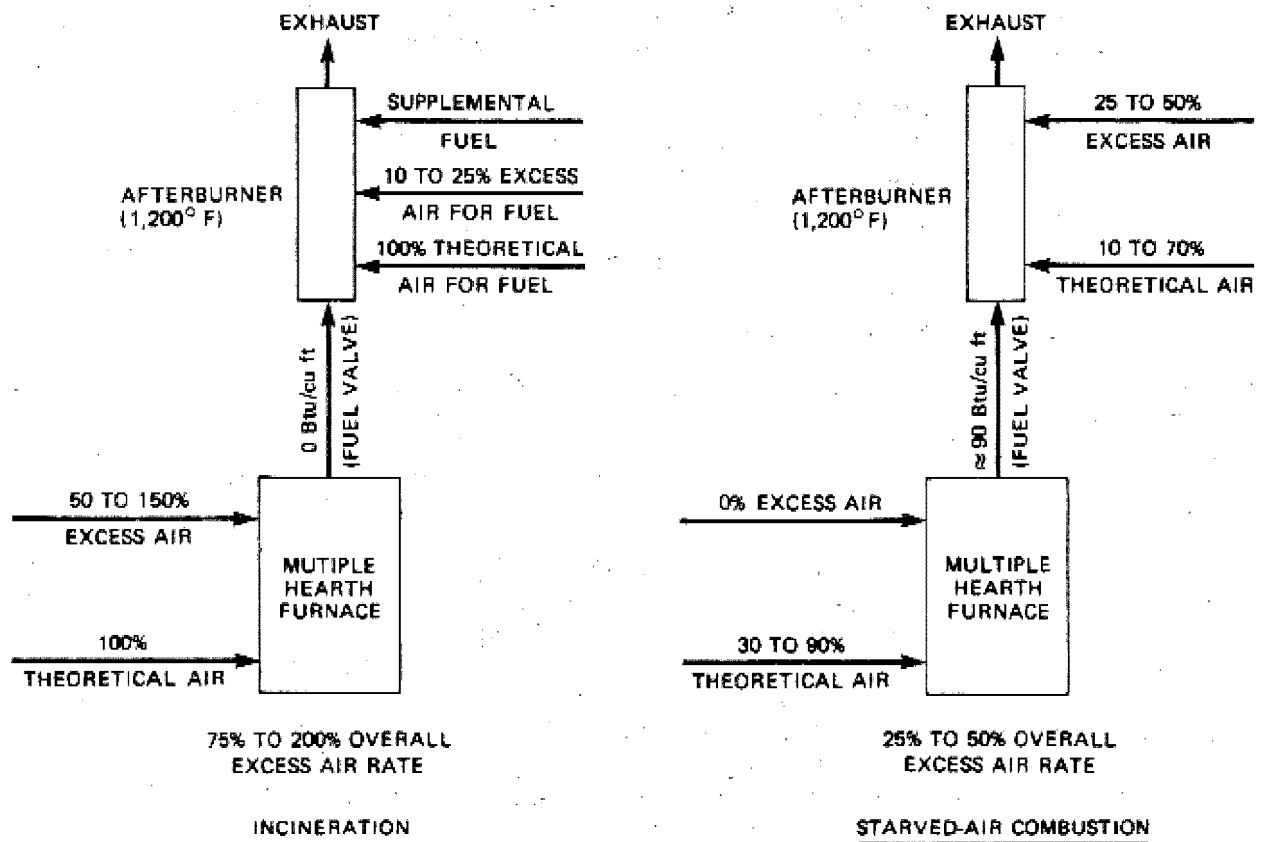 EXHAUST
SUPPLEMENTAL
FUEL
10 TO 25% EXCESS
AIR FOR FUEL
100% THEORETICAL
AIR FOR FUEL
AFTERBURNER
(1,200° F)
0 Btu/cu ft
(FUEL VALVE)
50 TO 150%
EXCESS AIR
MUTIPLE
HEARTH
FURNACE
100%
THEORETICAL AIR
75% TO 200% OVERALL
EXCESS AIR RATE
INCINERATION
EXHAUST
25 TO 50%
EXCESS AIR
AFTERBURNER
(1,200° F)
10 TO 70%
THEORETICAL AIR
≈ 90 Btu/cu ft
(FUEL VALVE)
0% EXCESS AIR
MULTIPLE
HEARTH
FURNACE
30 TO 90%
THEORETICAL AIR
25% TO 50% OVERALL
EXCESS AIR RATE
STARVED-AIR COMBUSTION